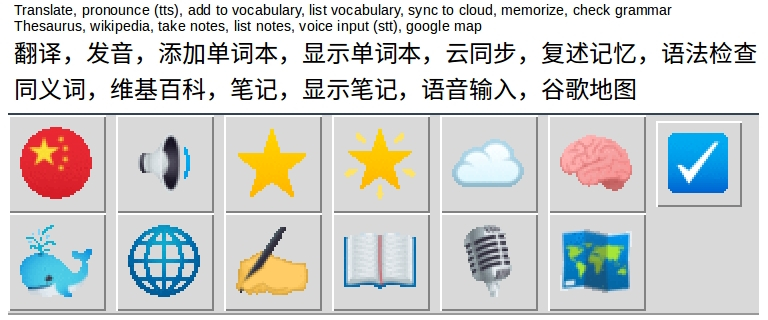 Translate, pronounce (tts), add to vocabulary, list vocabulary, sync to cloud, memorize, check grammar
Thesaurus, wikipedia, take notes, list notes, voice input (stt), google map
翻译，发音，添加单词本，显示单词本，云同步，复述记忆，语法检查
同义词，维基百科，笔记，显示笔记，语音输入，谷歌地图